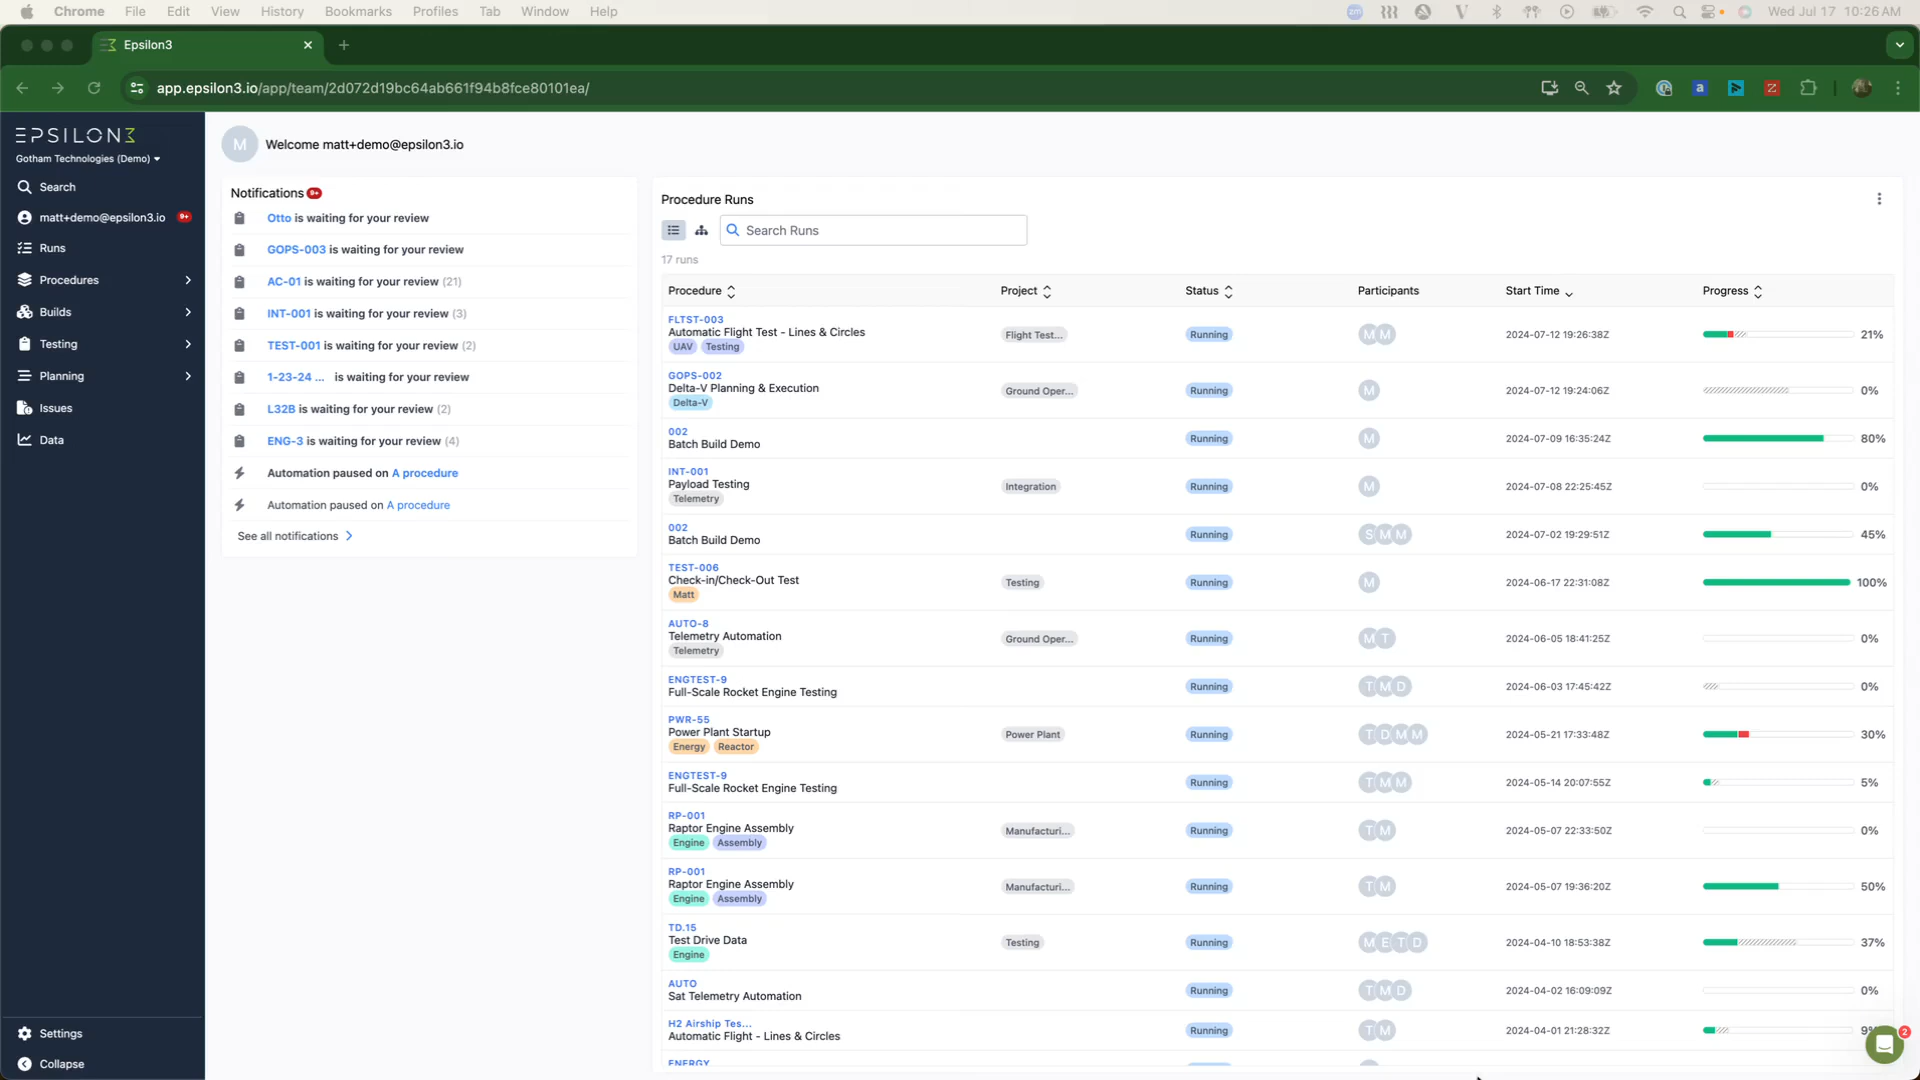 Chrome File Edit View History Bookmarks Profiles Tab Window Help Wed Jul 17 10:26 AM
Epsilon3
app.epsilon3.io/app/team/2d072d19bc64ab661f94b8fce80101ea/
EPSILON3
Gotham Technologies (Demo)
Search
matt+demo@epsilon3.io 9+
Runs
Procedures
Builds
Testing
Planning
Issues
Data
Settings
Collapse
M Welcome matt+demo@epsilon3.io
Notifications 9+
Otto is waiting for your review
GOPS-003 is waiting for your review
AC-01 is waiting for your review (21)
INT-001 is waiting for your review (3)
TEST-001 is waiting for your review (2)
1-23-24 ... is waiting for your review
L32B is waiting for your review (2)
ENG-3 is waiting for your review (4)
Automation paused on A procedure
Automation paused on A procedure
See all notifications
Procedure Runs
Search Runs
17 runs
Procedure Project Status Participants Start Time Progress
FLTST-003
Automatic Flight Test - Lines & Circles Flight Test... Running M M 2024-07-12 19:26:38Z 21%
UAV Testing
GOPS-002
Delta-V Planning & Execution Ground Oper... Running M 2024-07-12 19:24:06Z 0%
Delta-V
002
Batch Build Demo Running M 2024-07-09 16:35:24Z 80%
INT-001
Payload Testing Integration Running M 2024-07-08 22:25:45Z 0%
Telemetry
002
Batch Build Demo Running S M M 2024-07-02 19:29:51Z 45%
TEST-006
Check-in/Check-Out Test Testing Running M 2024-06-17 22:31:08Z 100%
Matt
AUTO-8
Telemetry Automation Ground Oper... Running M T 2024-06-05 18:41:25Z 0%
Telemetry
ENGTEST-9
Full-Scale Rocket Engine Testing Running T M D 2024-06-03 17:45:42Z 0%
PWR-55
Power Plant Startup Power Plant Running T D M M 2024-05-21 17:33:48Z 30%
Energy Reactor
ENGTEST-9
Full-Scale Rocket Engine Testing Running T M M 2024-05-14 20:07:55Z 5%
RP-001
Raptor Engine Assembly Manufacturi... Running T M 2024-05-07 22:33:50Z 0%
Engine Assembly
RP-001
Raptor Engine Assembly Manufacturi... Running T M 2024-05-07 19:36:20Z 50%
Engine Assembly
TD.15
Test Drive Data Testing Running M E T D 2024-04-10 18:53:38Z 37%
Engine
AUTO
Sat Telemetry Automation Running T M D 2024-04-02 16:09:09Z 0%
H2 Airship Tes...
Automatic Flight - Lines & Circles Running T M 2024-04-01 21:28:32Z 9%
ENERGY
2